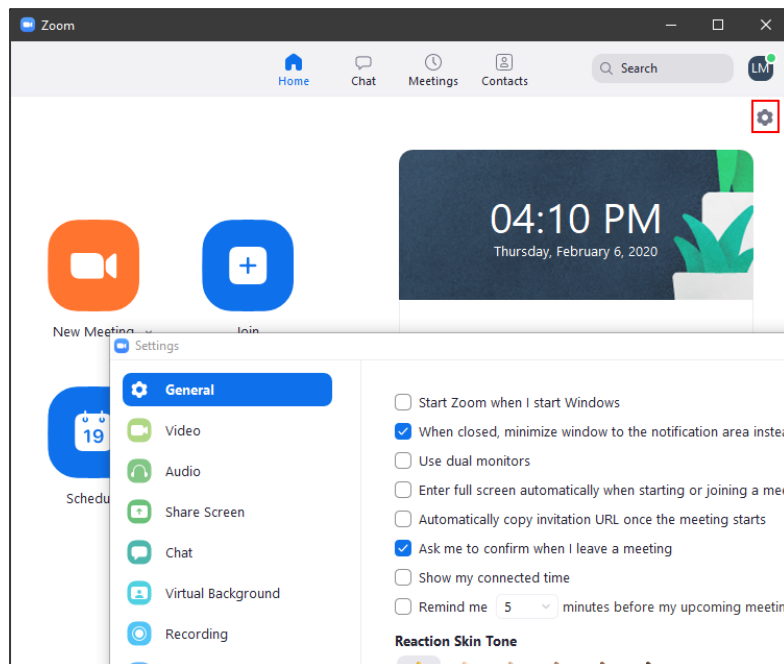 Zoom
Home
Chat
Meetings
Contacts
Search
LM
04:10 PM
Thursday, February 6, 2020
New Meeting
Join
19
Schedu
Settings
General
Video
Audio
Share Screen
Chat
Virtual Background
Recording
Start Zoom when I start Windows
When closed, minimize window to the notification area inste
Use dual monitors
Enter full screen automatically when starting or joining a me
Automatically copy invitation URL once the meeting starts
Ask me to confirm when I leave a meeting
Show my connected time
Remind me 5 minutes before my upcoming meetin
Reaction Skin Tone